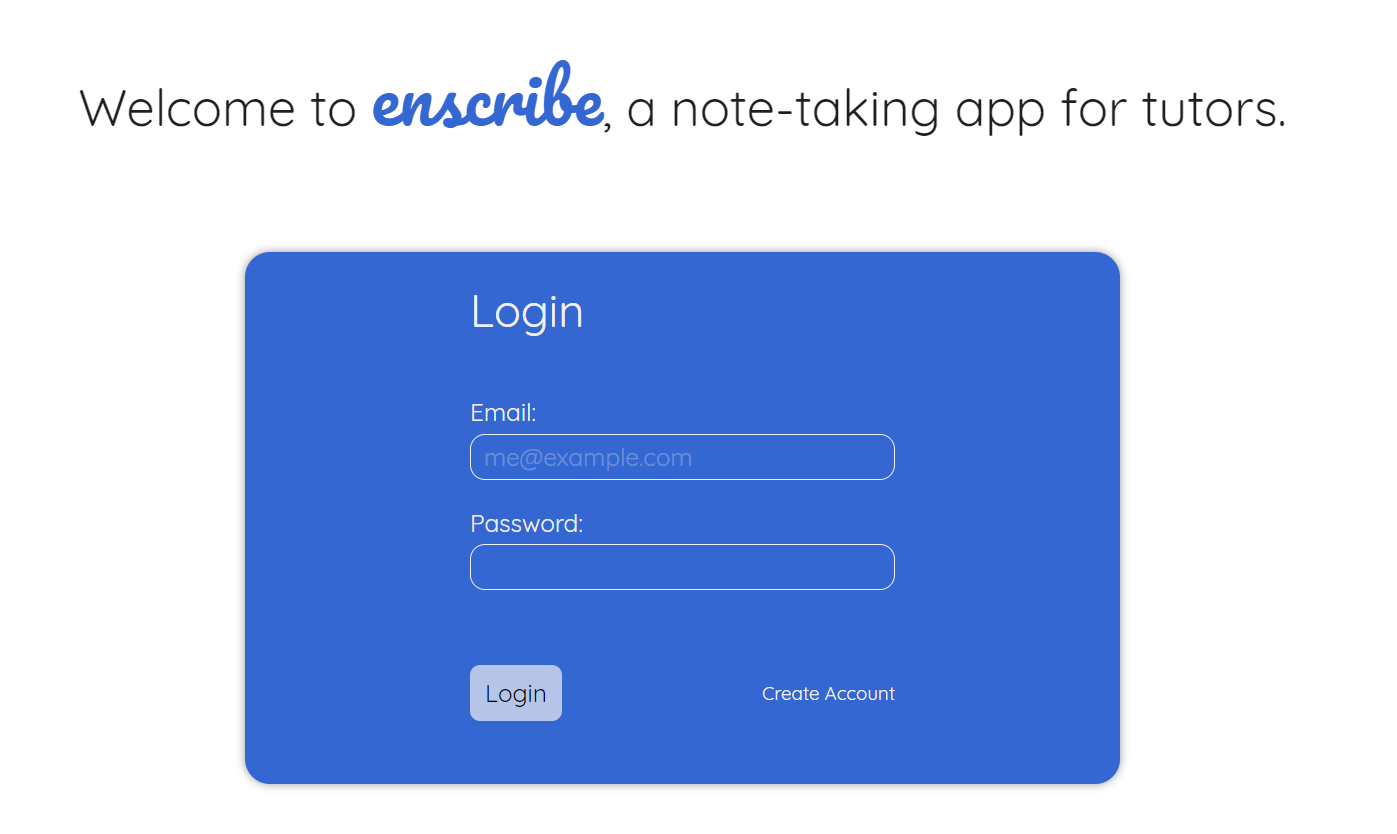 Welcome to enscribe, a note-taking app for tutors.
Login
Email:
me@example.com
Password:
Login
Create Account